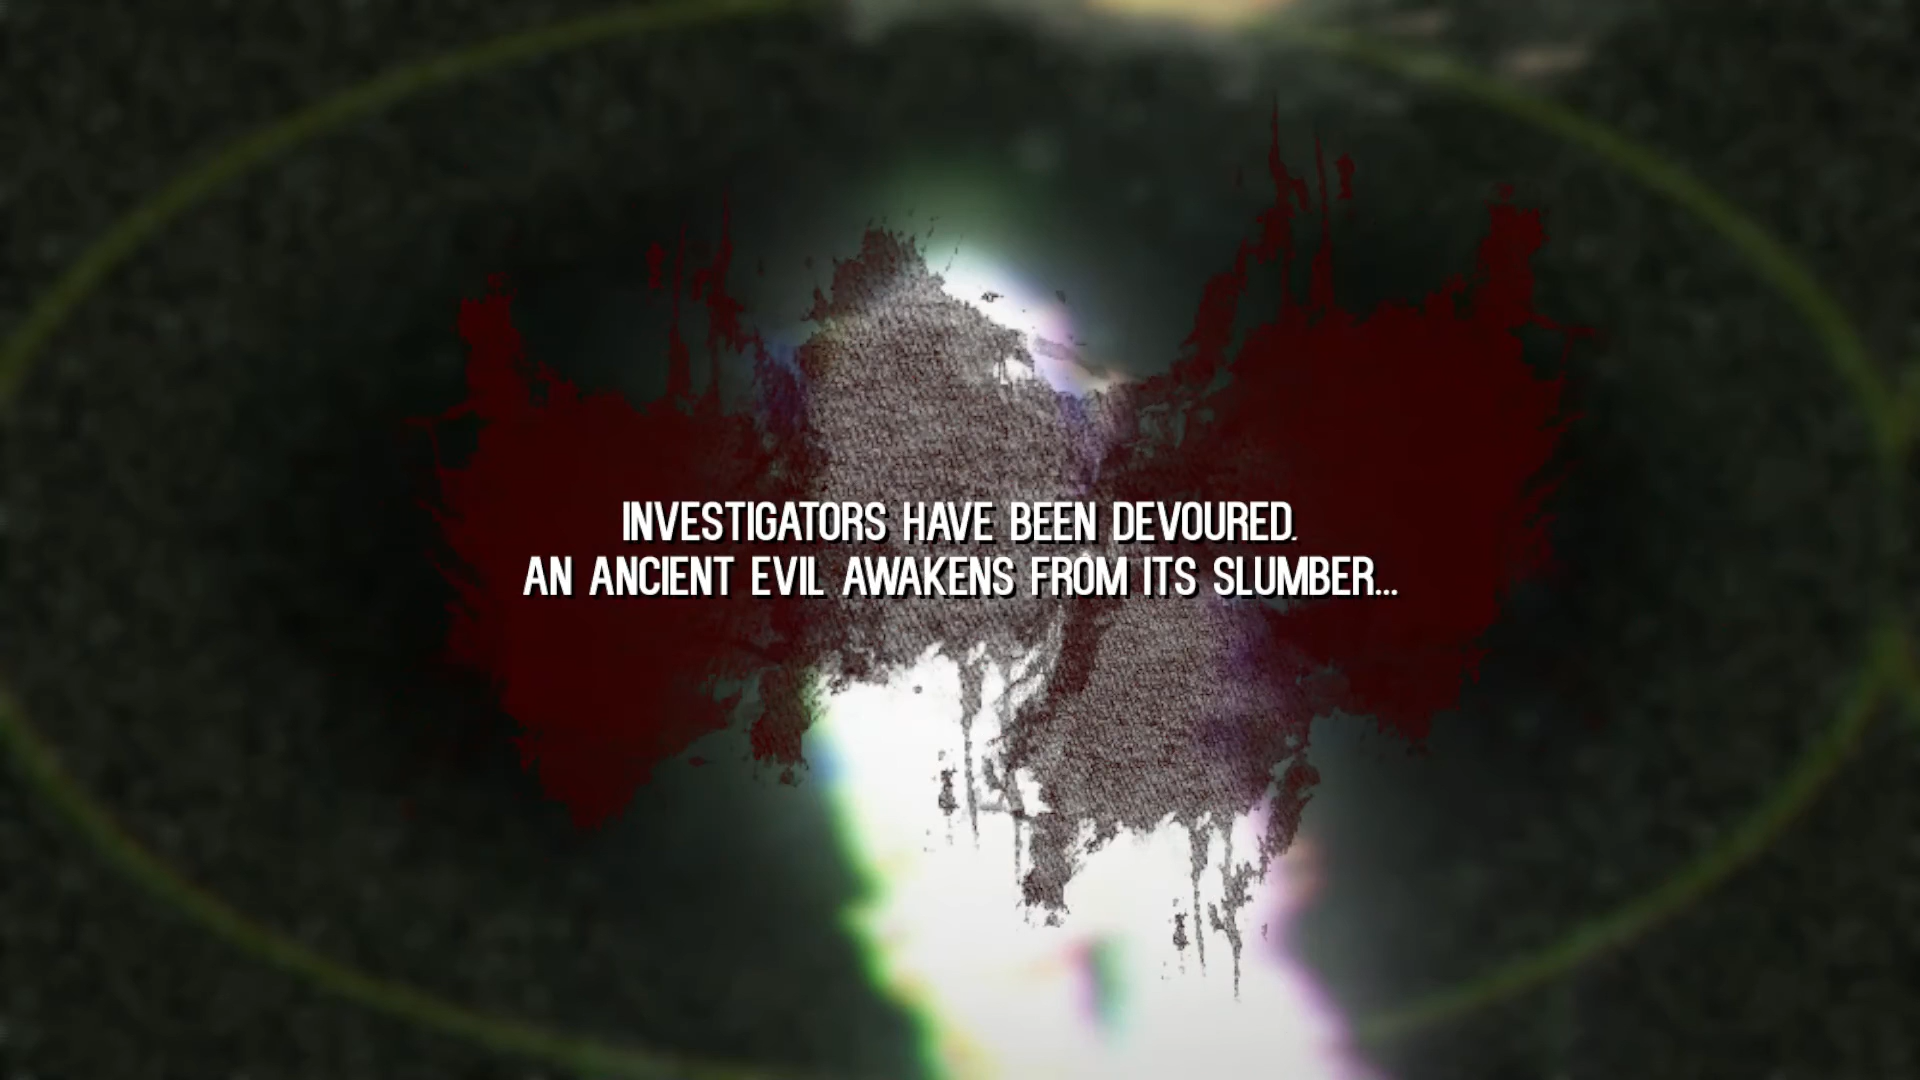 INVESTIGATORS HAVE BEEN DEVOURED.
AN ANCIENT EVIL AWAKENS FROM ITS SLUMBER...